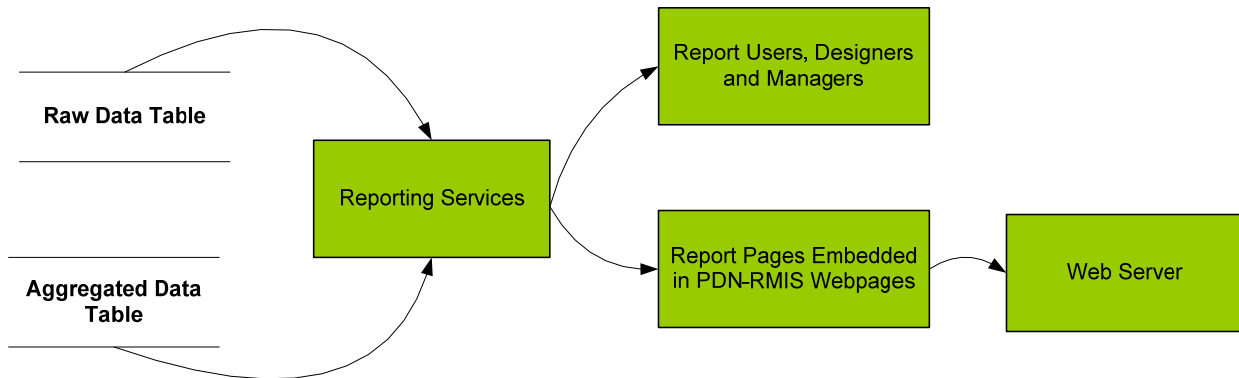 Raw Data Table
Aggregated Data
Table
Reporting Services
Report Users, Designers
and Managers
Report Pages Embedded
in PDN-RMIS Webpages
Web Server